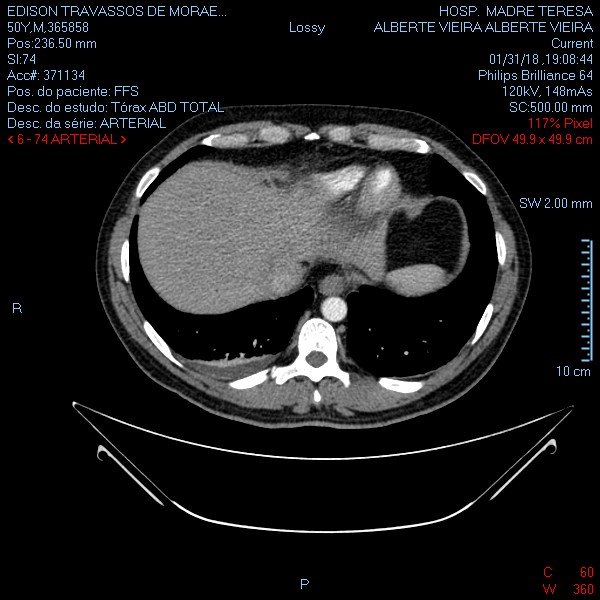 EDISON TRAVASSOS DE MORAE...
50Y,M,365858
Pos:236.50 mm
SI:74
Acc#: 371134
Pos. do paciente: FFS
Desc. do estudo: Tórax ABD TOTAL
Desc. da série: ARTERIAL
< 6 - 74 ARTERIAL >
Lossy
HOSP. MADRE TERESA
ALBERTE VIEIRA ALBERTE VIEIRA
Current
01/31/18 ,19:08:44
Philips Brilliance 64
120kV, 148mAs
SC:500.00 mm
117% Pixel
DFOV 49.9 x 49.9 cm
SW 2.00 mm
R
10 cm
P
C 60
W 360